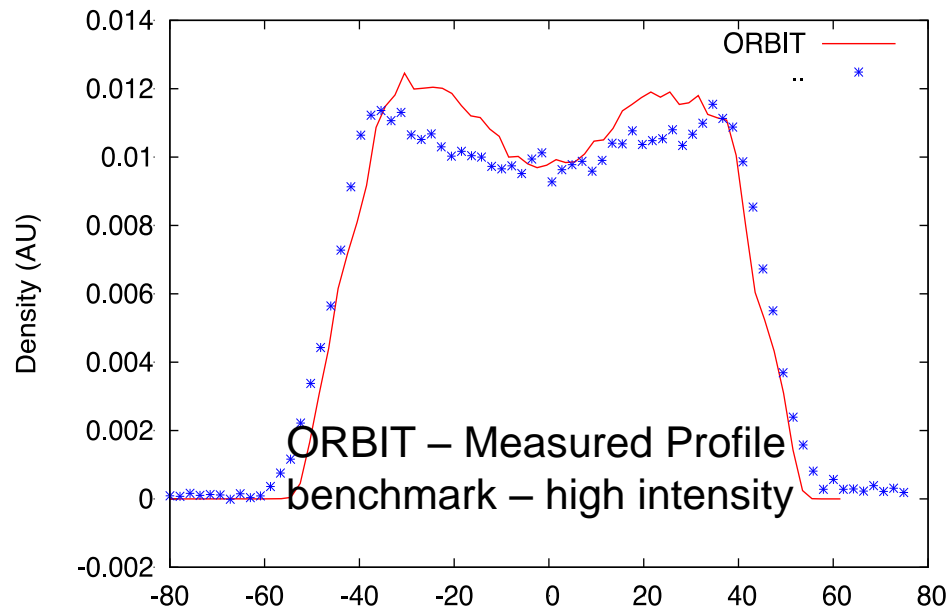 0.014
0.012
0.01
0.008
0.006
0.004
0.002
0
-0.002
Density (AU)
ORBIT
..
ORBIT – Measured Profile
benchmark – high intensity
-80 -60 -40 -20 0 20 40 60 80